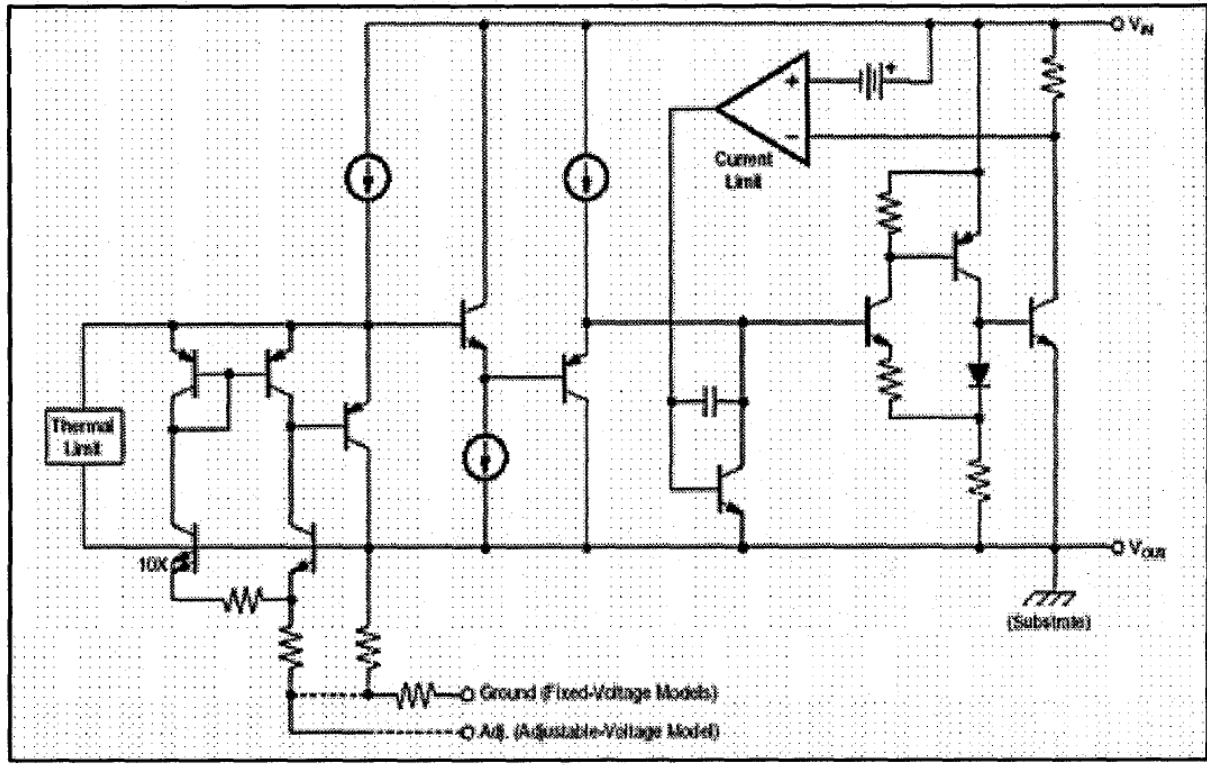 V_IN
+
+
−
Current
Limit
Thermal
Limit
10X
V_OUT
(Substrate)
Ground (Fixed-Voltage Models)
Adj. (Adjustable-Voltage Model)